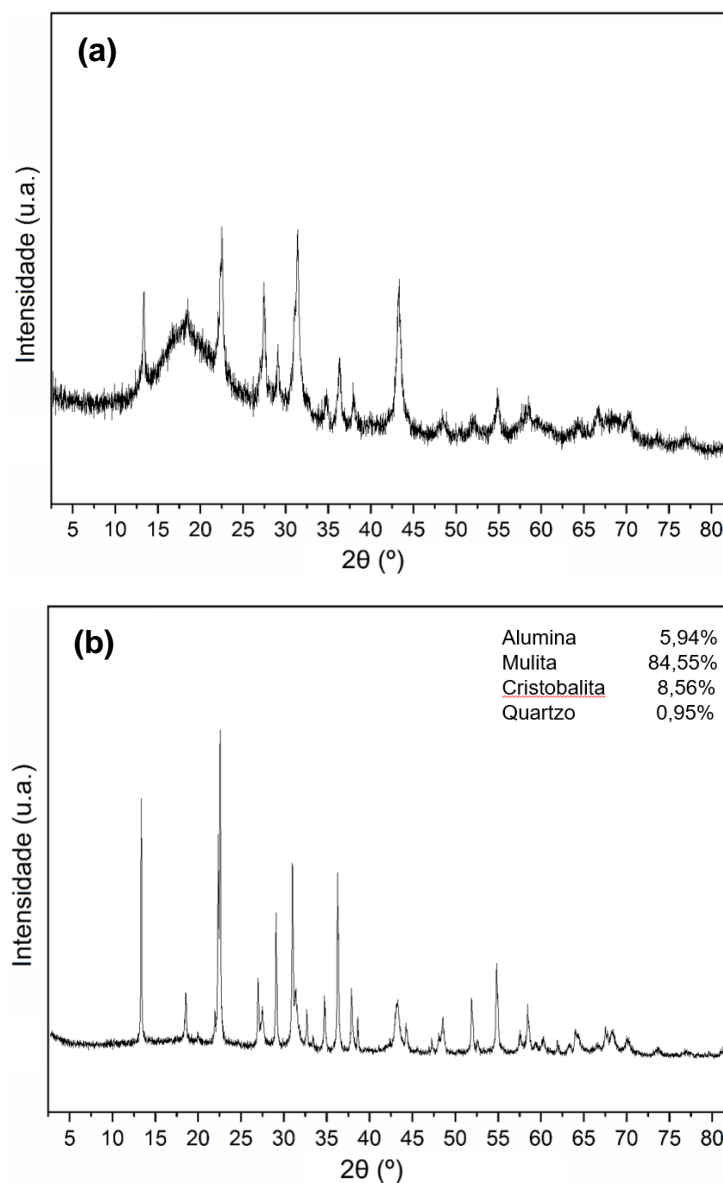 (a)
Intensidade (u.a.)
5 10 15 20 25 30 35 40 45 50 55 60 65 70 75 80
2θ (º)
(b)
Alumina 5,94%
Mulita 84,55%
Cristobalita 8,56%
Quartzo 0,95%
Intensidade (u.a.)
5 10 15 20 25 30 35 40 45 50 55 60 65 70 75 80
2θ (º)